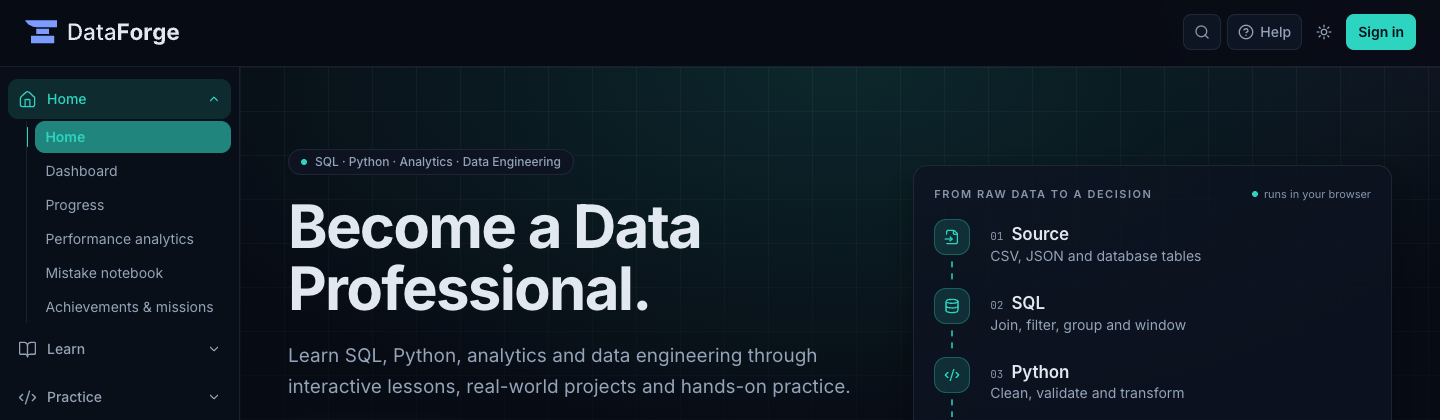 DataForge
Help
Sign in
Home
Home
Dashboard
Progress
Performance analytics
Mistake notebook
Achievements & missions
Learn
Practice
SQL · Python · Analytics · Data Engineering
Become a Data
Professional.
Learn SQL, Python, analytics and data engineering through
interactive lessons, real-world projects and hands-on practice.
FROM RAW DATA TO A DECISION
runs in your browser
01 Source
CSV, JSON and database tables
02 SQL
Join, filter, group and window
03 Python
Clean, validate and transform